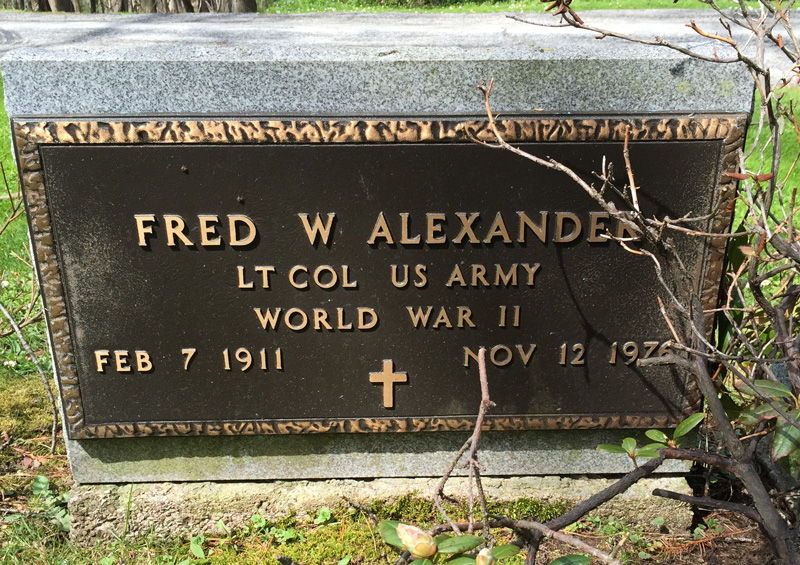 FRED W ALEXANDER
LT COL US ARMY
WORLD WAR II
FEB 7 1911 NOV 12 1976